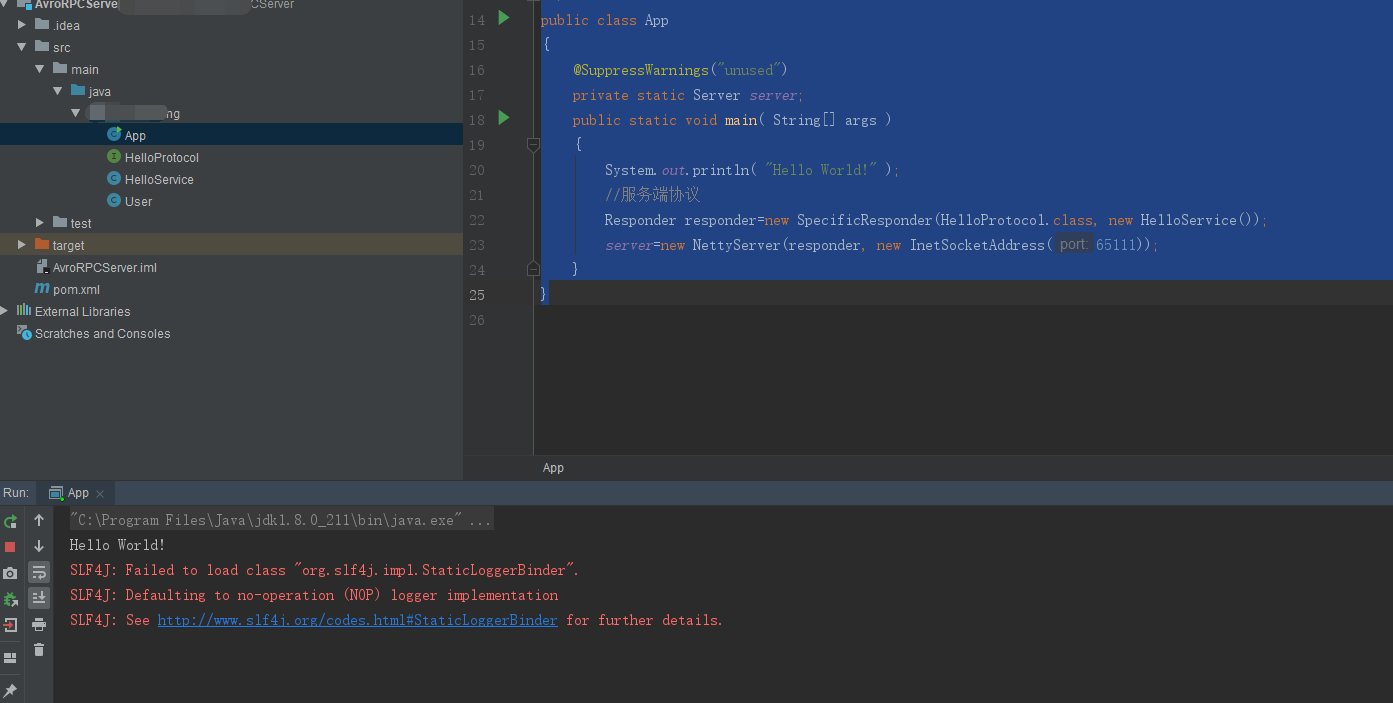 AvroRPCServe CServer
.idea
src
main
java
ng
App
HelloProtocol
HelloService
User
test
target
AvroRPCServer.iml
pom.xml
External Libraries
Scratches and Consoles
14 public class App
15 {
16 @SuppressWarnings("unused")
17 private static Server server;
18 public static void main( String[] args )
19 {
20 System.out.println( "Hello World!" );
21 //服务端协议
22 Responder responder=new SpecificResponder(HelloProtocol.class, new HelloService());
23 server=new NettyServer(responder, new InetSocketAddress( port: 65111));
24 }
25 }
26
App
Run: App
"C:\Program Files\Java\jdk1.8.0_211\bin\java.exe" ...
Hello World!
SLF4J: Failed to load class "org.slf4j.impl.StaticLoggerBinder".
SLF4J: Defaulting to no-operation (NOP) logger implementation
SLF4J: See http://www.slf4j.org/codes.html#StaticLoggerBinder for further details.